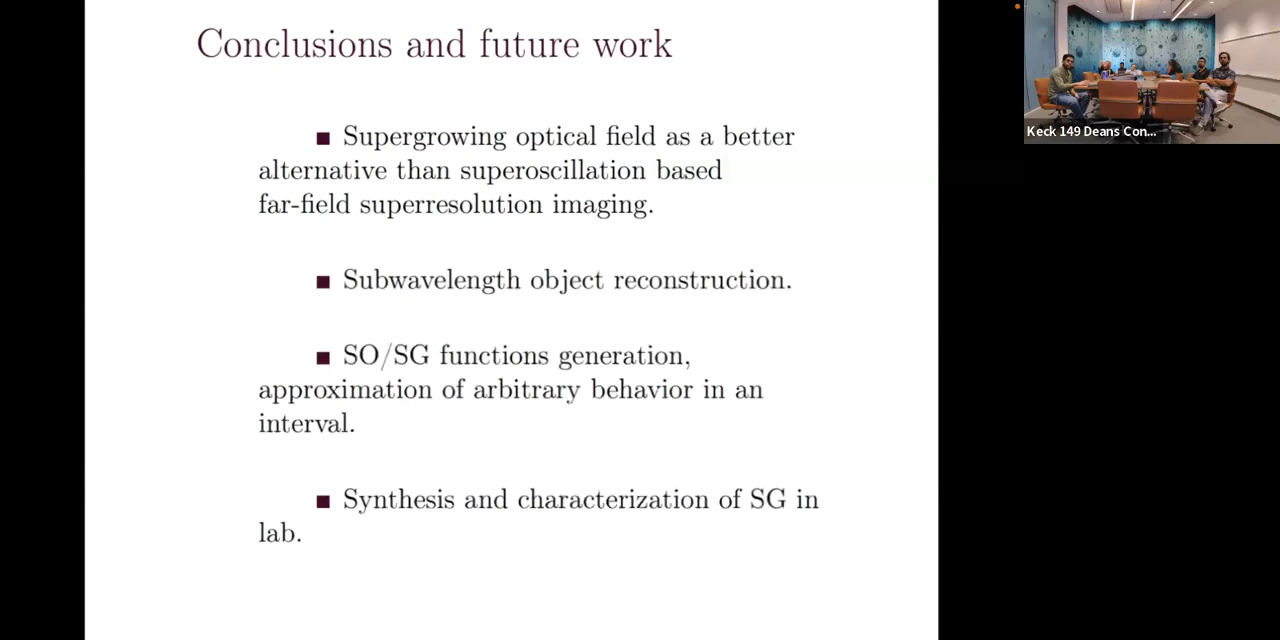 Conclusions and future work
■ Supergrowing optical field as a better
alternative than superoscillation based
far-field superresolution imaging.
■ Subwavelength object reconstruction.
■ SO/SG functions generation,
approximation of arbitrary behavior in an
interval.
■ Synthesis and characterization of SG in
lab.
Keck 149 Deans Con...